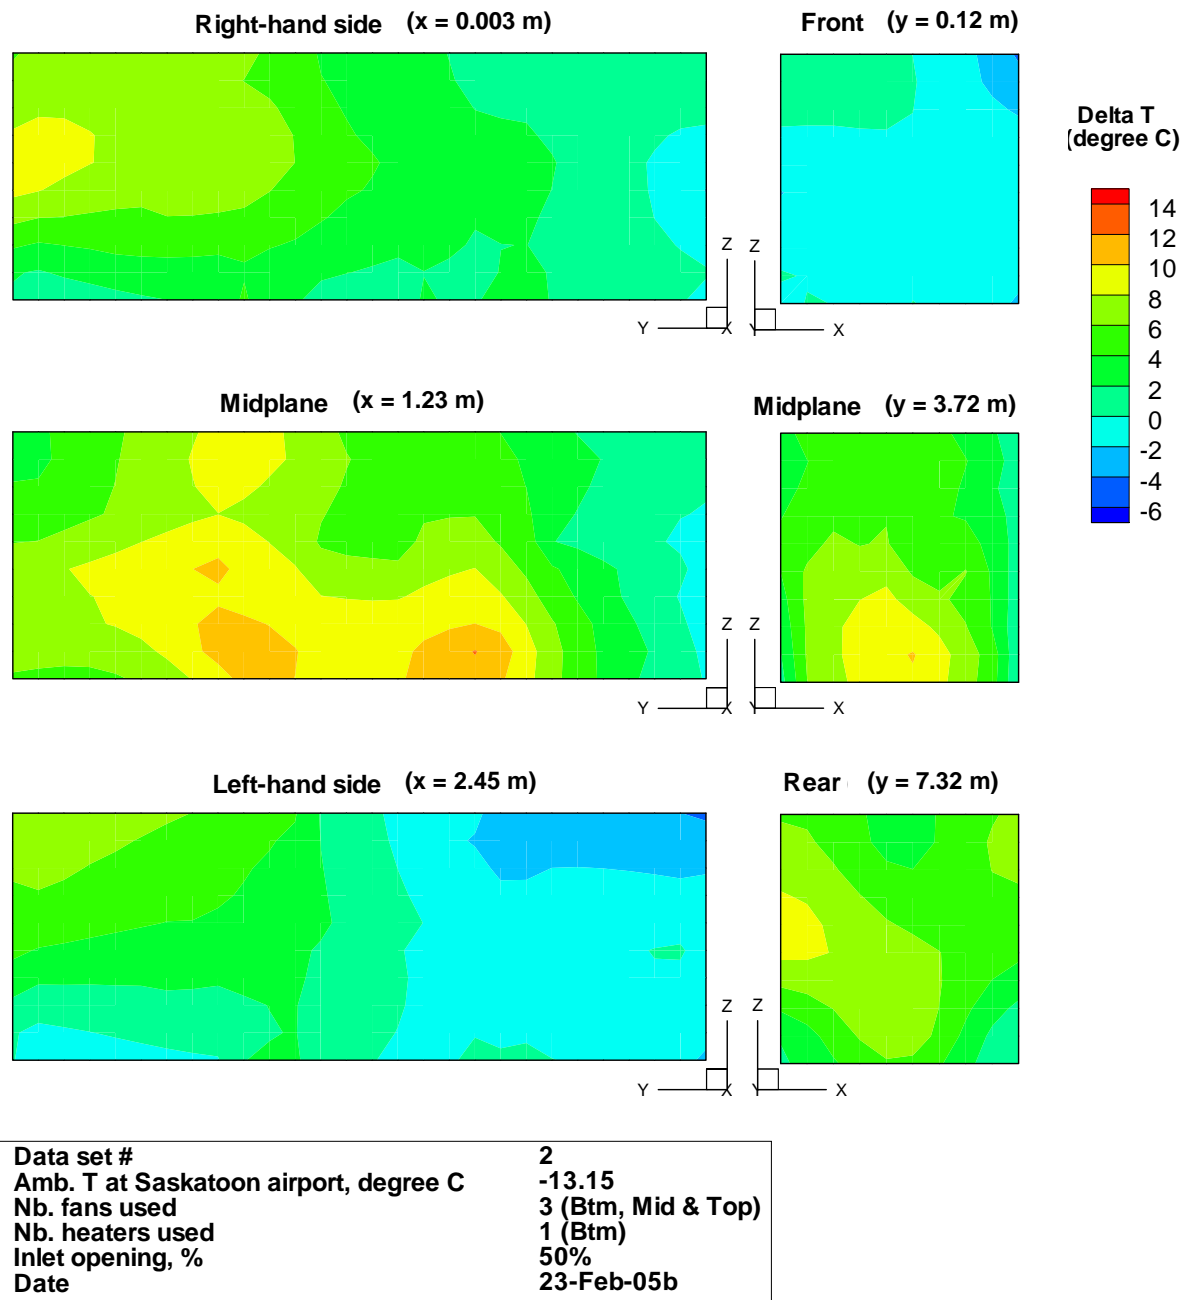 Right-hand side (x = 0.003 m)
Front (y = 0.12 m)
Delta T
(degree C)
14
12
10
8
6
4
2
0
-2
-4
-6
Z Z
Y X Y X
Midplane (x = 1.23 m)
Midplane (y = 3.72 m)
Z Z
Y X Y X
Left-hand side (x = 2.45 m)
Rear (y = 7.32 m)
Z Z
Y X Y X
Data set # 2
Amb. T at Saskatoon airport, degree C -13.15
Nb. fans used 3 (Btm, Mid & Top)
Nb. heaters used 1 (Btm)
Inlet opening, % 50%
Date 23-Feb-05b